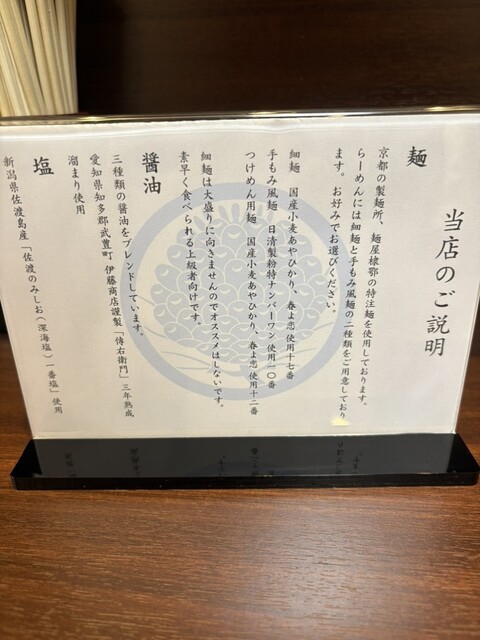 当店のご説明
麺
京都の製麺所、麺屋棣鄂の特注麺を使用しております。
らーめんには細麺と手もみ風麺の二種類をご用意しており
ます。お好みでお選びください。
細麺　国産小麦あやひかり、春よ恋 使用 十七番
手もみ風麺　日清製粉特ナンバーワン 使用 一〇番
つけめん用麺　国産小麦あやひかり、春よ恋 使用 十二番
細麺は大盛りに向きませんのでオススメはしないです。
素早く食べられる上級者向けです。
醤油
三種類の醤油をブレンドしています。
愛知県知多郡武豊町 伊藤商店謹製「傳右衛門」三年熟成
溜まり使用
塩
新潟県佐渡島産「佐渡のみしお（深海塩）一番塩」使用